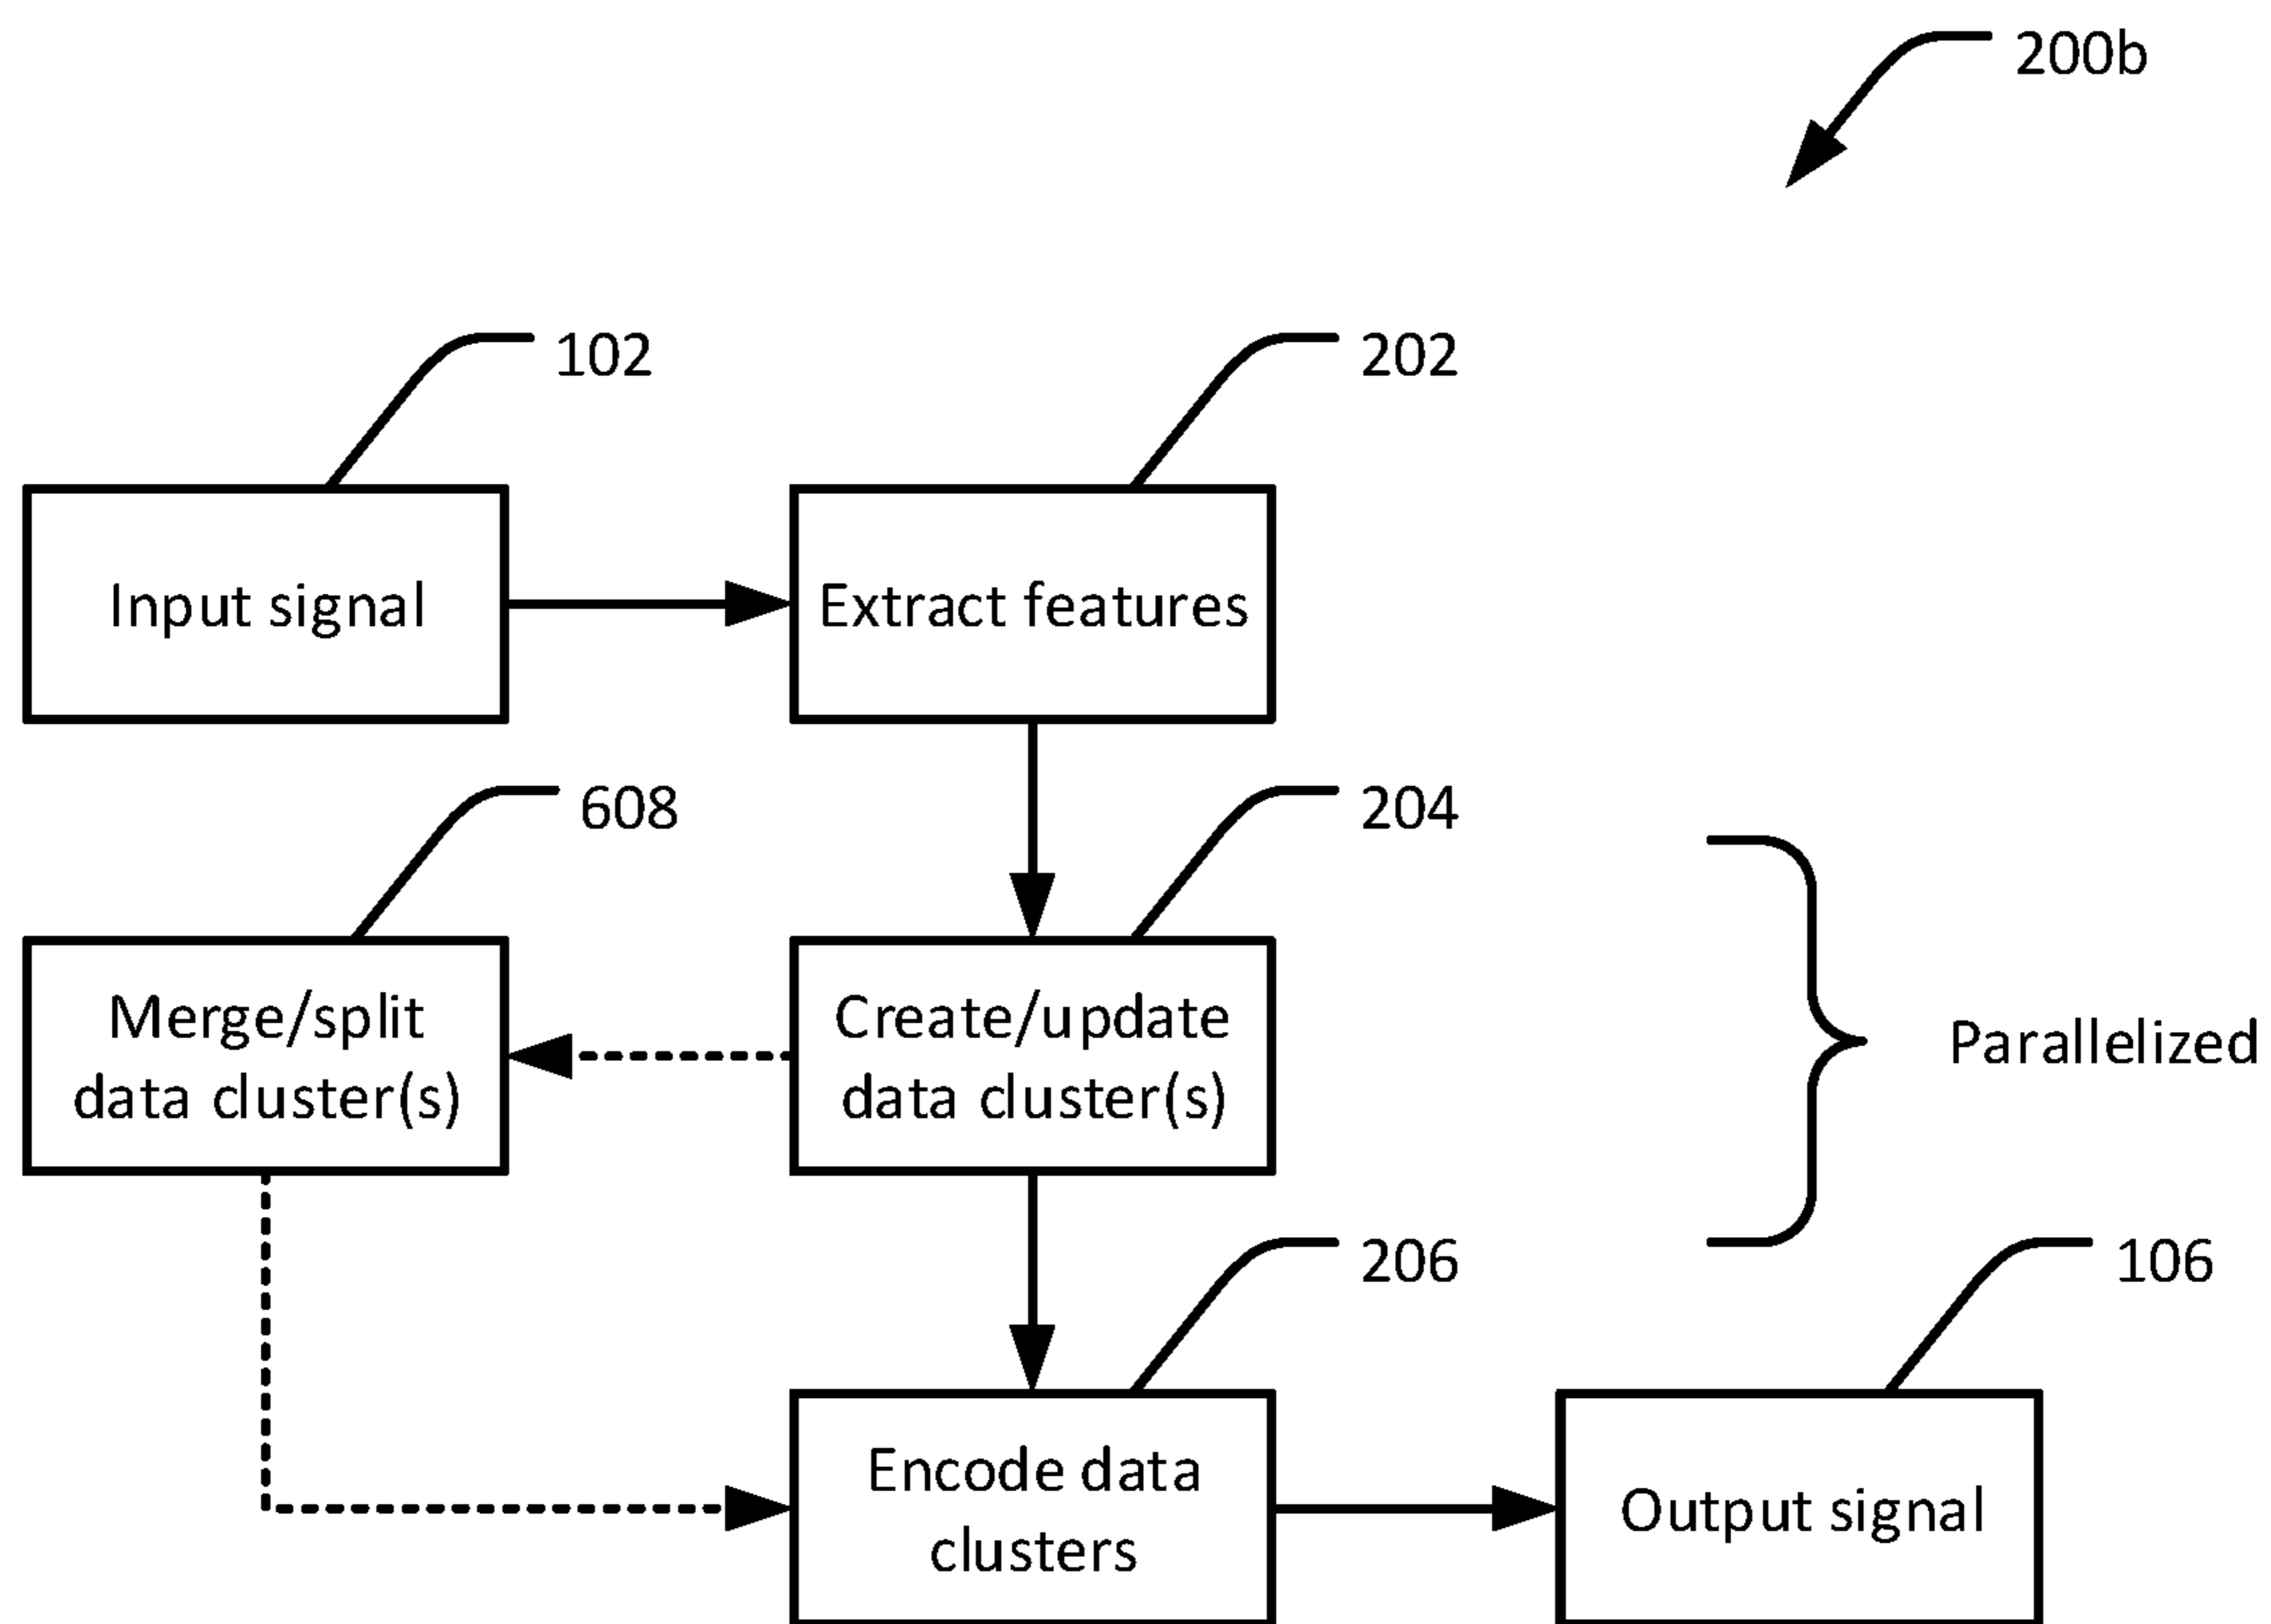 200b
102
202
Input signal
Extract features
608
204
Merge/split
data cluster(s)
Create/update
data cluster(s)
Parallelized
206
106
Encode data
clusters
Output signal